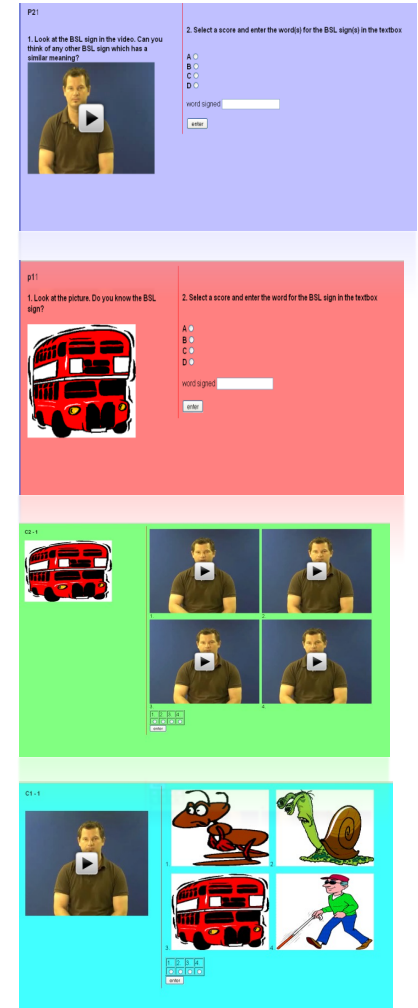 P21
1. Look at the BSL sign in the video. Can you
think of any other BSL sign which has a
similar meaning?
2. Select a score and enter the word(s) for the BSL sign(s) in the textbox
A
B
C
D
word signed
enter
p11
1. Look at the picture. Do you know the BSL
sign?
2. Select a score and enter the word for the BSL sign in the textbox
A
B
C
D
word signed
enter
C2 - 1
1 2
3 4
1. 2. 3. 4.
enter
C1 - 1
1. 2.
3. 4.
1. 2. 3. 4.
enter